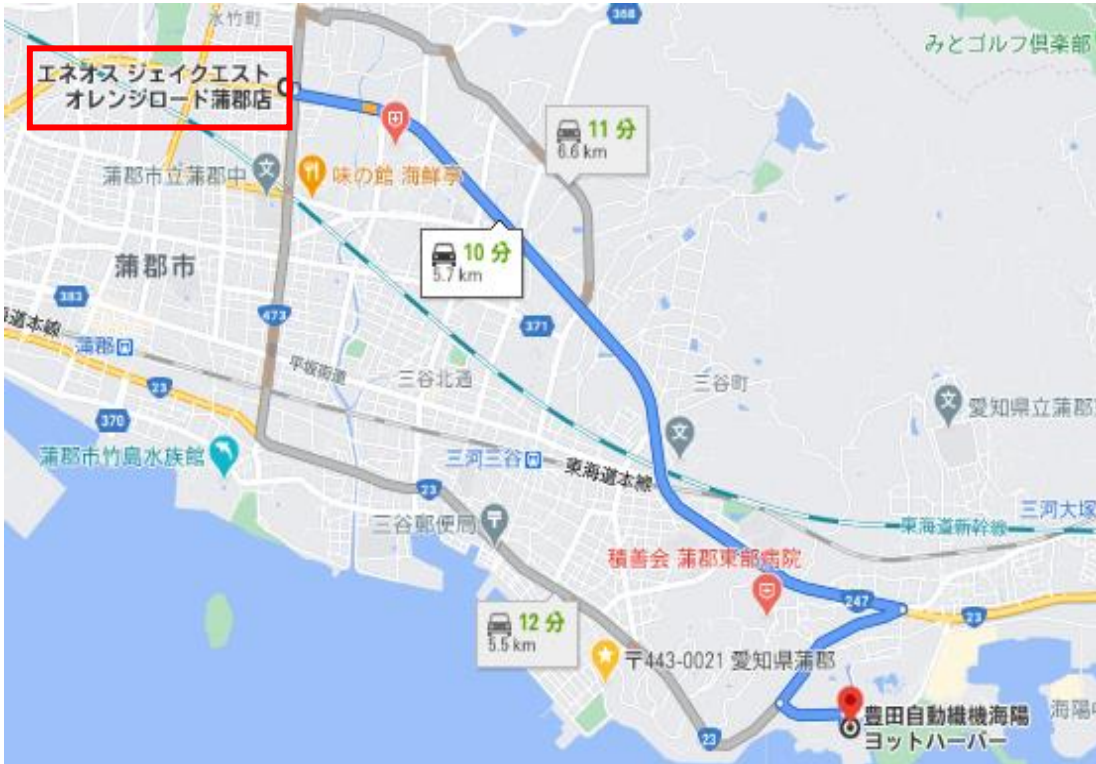 水竹町
368
みとゴルフ倶楽部
エネオス ジェイクエスト
オレンジロード蒲郡店
11 分
6.6 km
蒲郡市立蒲郡中
味の館 海鮮亭
10 分
5.7 km
蒲郡市
383
473
371
海道本線
蒲郡
平坂街道
三谷北通
三谷町
23
370
愛知県立蒲郡
蒲郡市竹島水族館
三河三谷
東海道本線
23
三河大塚
東海道新幹線
三谷郵便局
積善会 蒲郡東部病院
247
23
12 分
5.5 km
〒443-0021 愛知県蒲郡
豊田自動織機海陽
ヨットハーバー
海陽
23